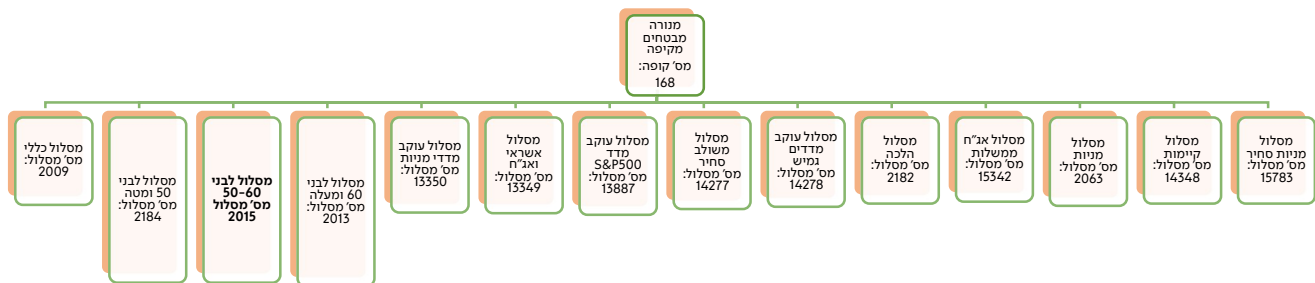 מנורה
מבטחים
מקיפה
מס' קופה:
168
מסלול מניות סחיר
מס' מסלול:
15783
מסלול
קיימות
מס' מסלול:
14348
מסלול
מניות
מס' מסלול:
2063
מסלול אג"ח
ממשלות
מס' מסלול:
15342
מסלול
הלכה
מס' מסלול:
2182
מסלול עוקב
מדדים
גמיש
מס' מסלול:
14278
מסלול
משולב
סחיר
מס' מסלול:
14277
מסלול עוקב
מדד
S&P500
מס' מסלול:
13887
מסלול
אשראי
ואג"ח
מס' מסלול:
13349
מסלול עוקב
מדדי מניות
מס' מסלול:
13350
מסלול לבני
60 ומעלה
מס' מסלול:
2013
מסלול לבני
50-60
מס' מסלול
2015
מסלול לבני
50 ומטה
מס' מסלול:
2184
מסלול כללי
מס' מסלול:
2009